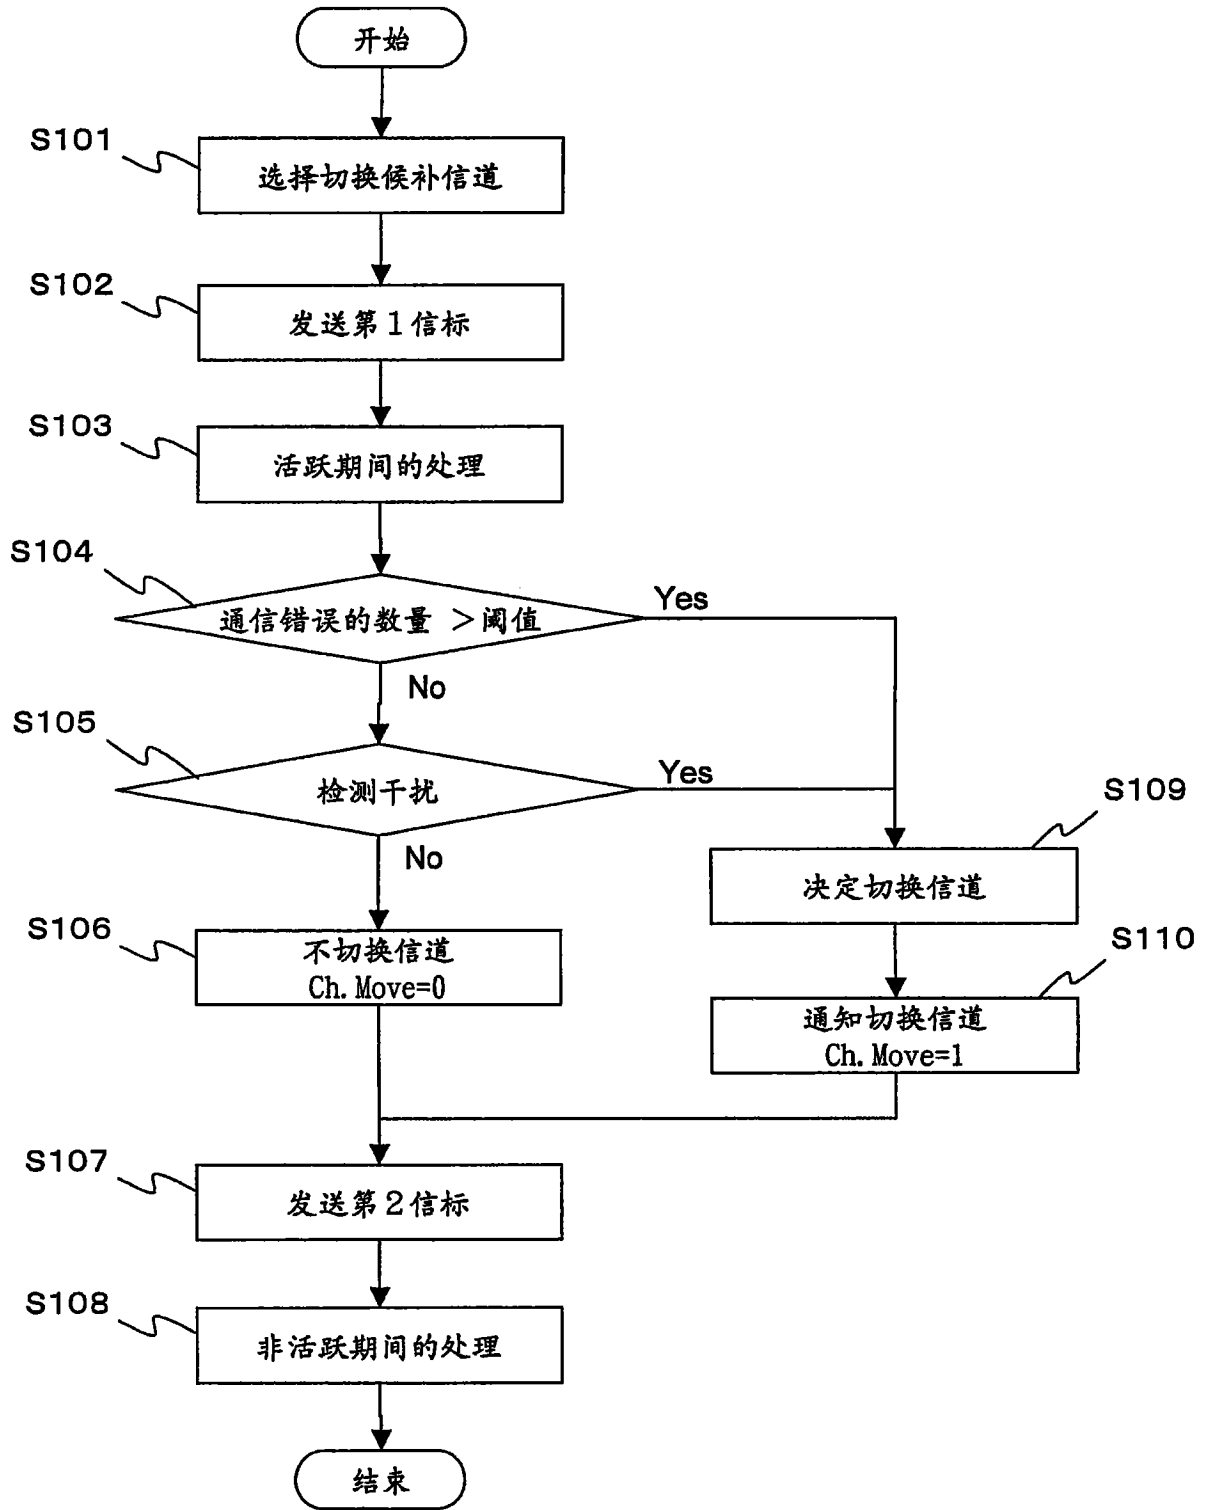 开始
S101
选择切换候补信道
S102
发送第1信标
S103
活跃期间的处理
S104
通信错误的数量 >阈值
Yes
No
S105
检测干扰
Yes
No
S109
决定切换信道
S106
不切换信道
Ch.Move=0
S110
通知切换信道
Ch.Move=1
S107
发送第2信标
S108
非活跃期间的处理
结束